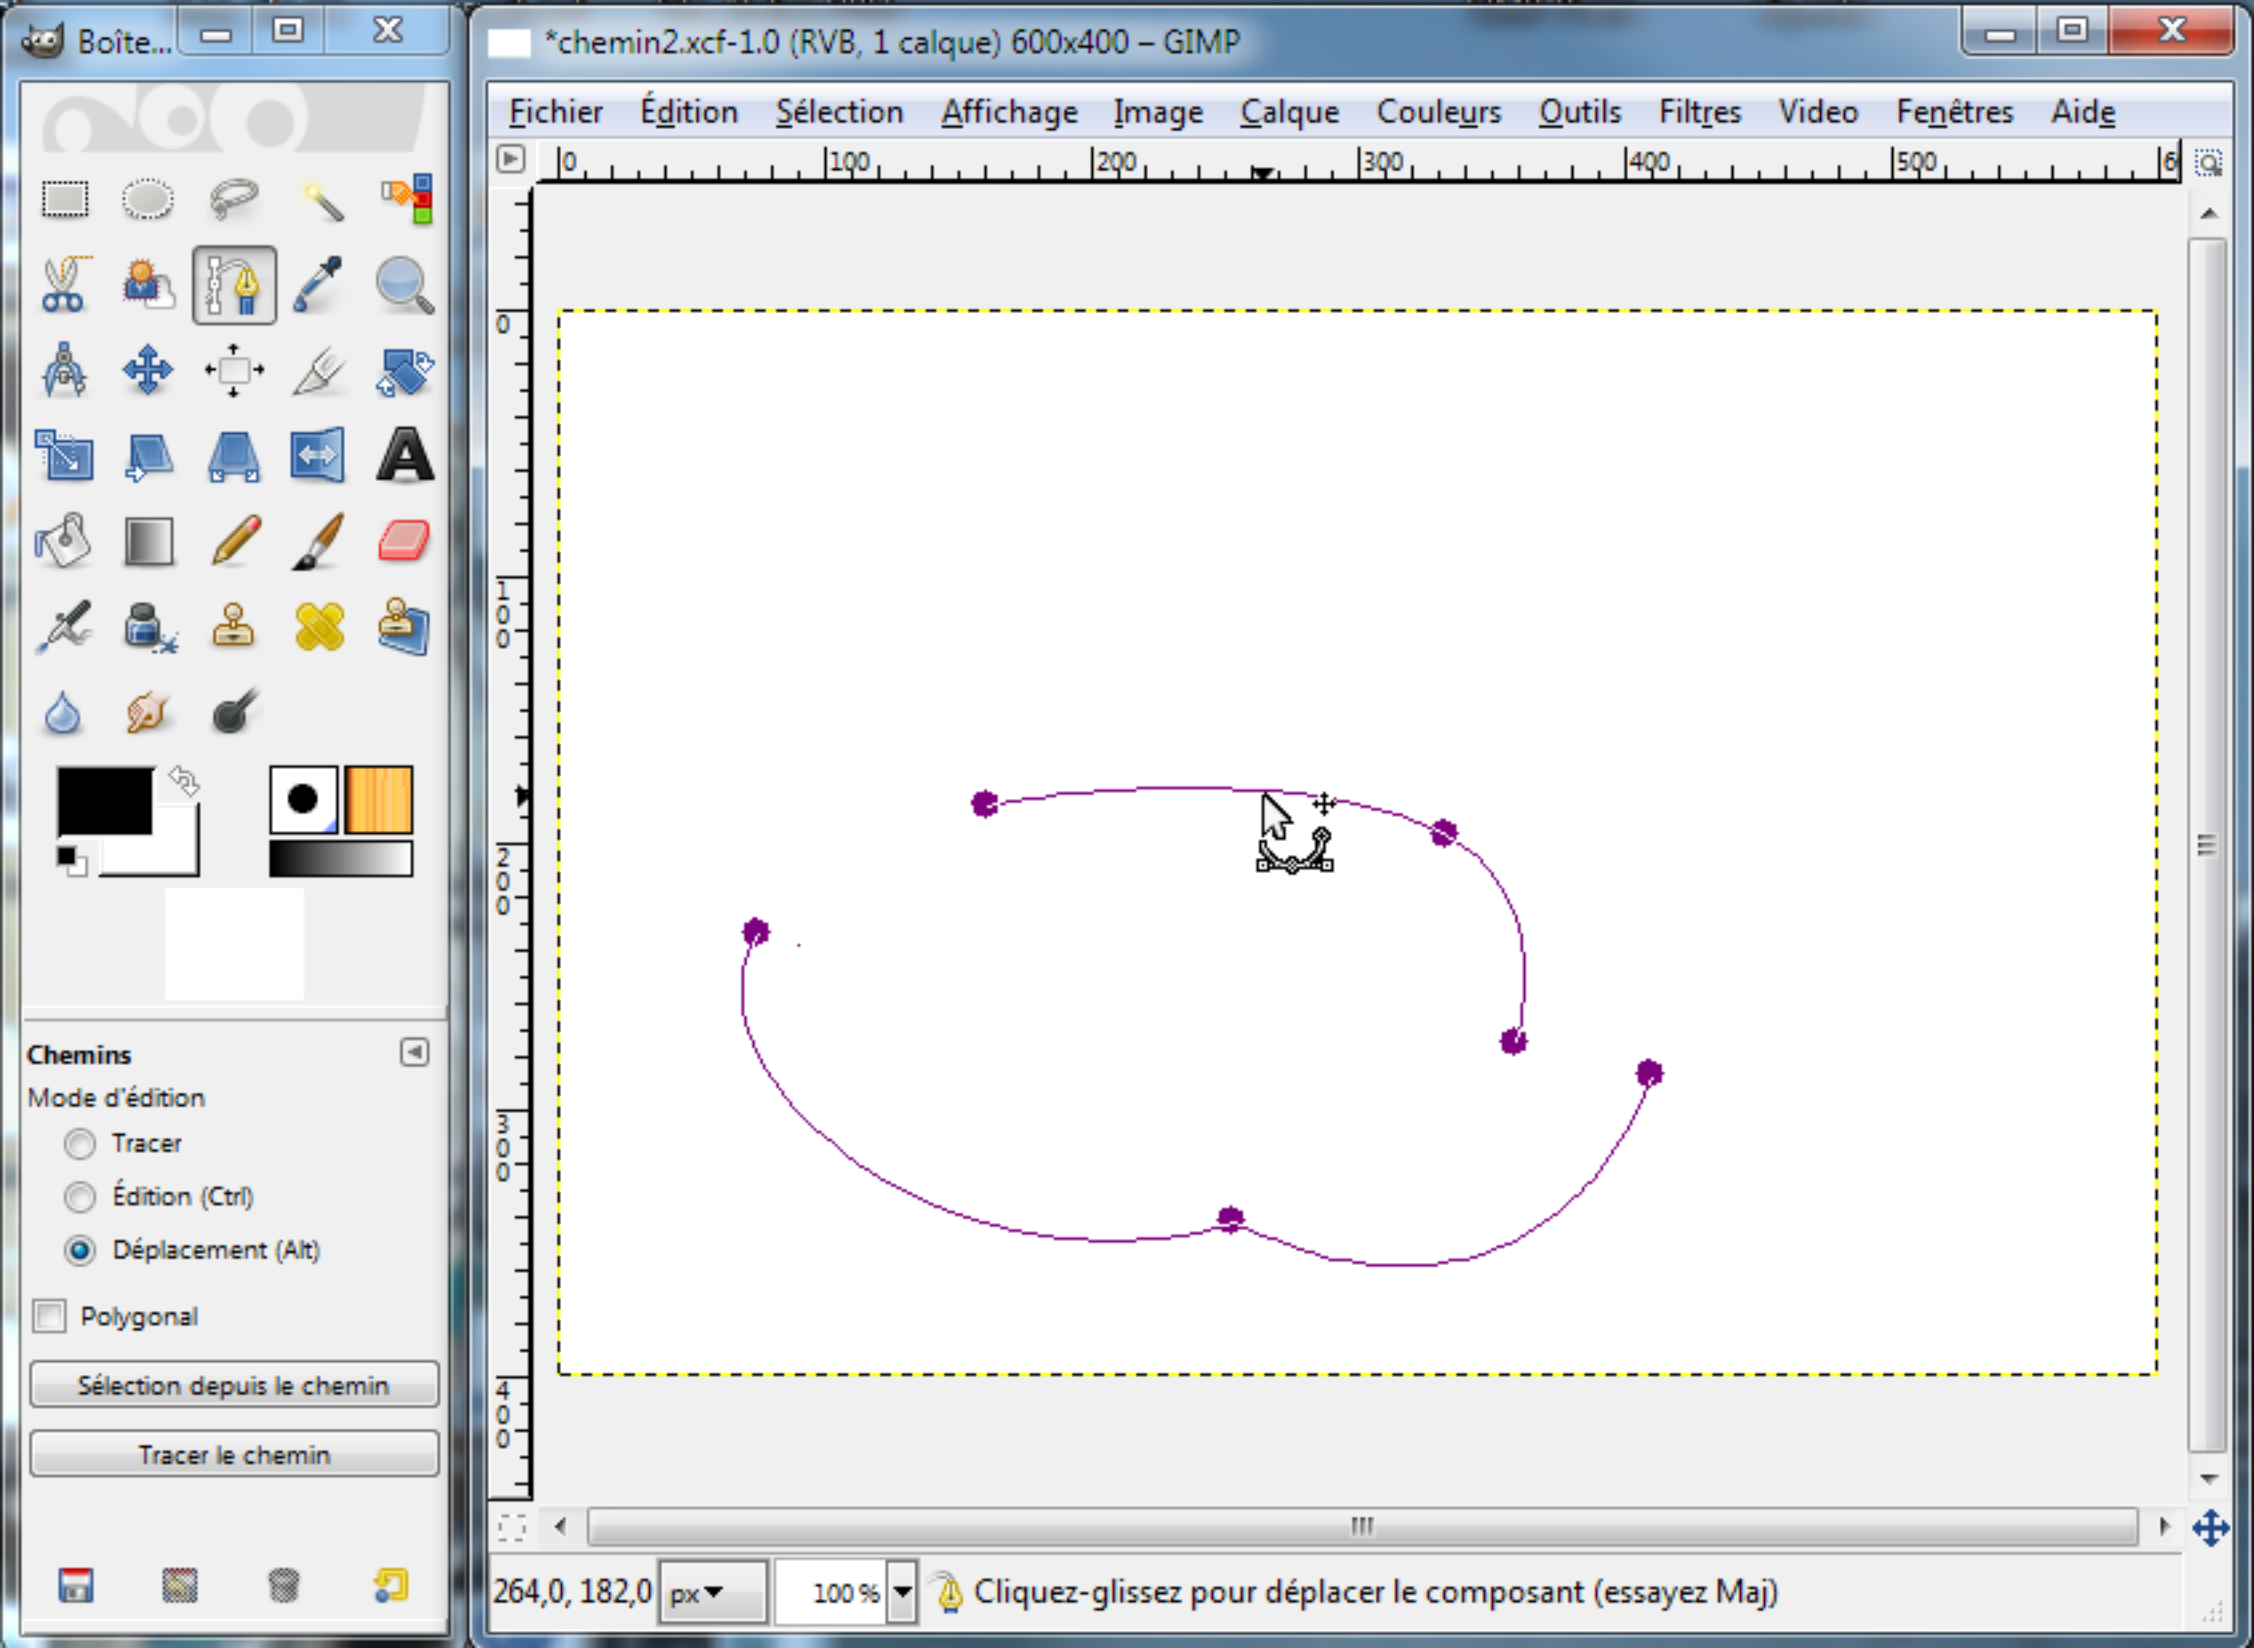 Boîte...
*chemin2.xcf-1.0 (RVB, 1 calque) 600x400 – GIMP
Fichier Édition Sélection Affichage Image Calque Couleurs Outils Filtres Video Fenêtres Aide
0 100 200 300 400 500 6
0
100
200
300
400
Chemins
Mode d'édition
Tracer
Édition (Ctrl)
Déplacement (Alt)
Polygonal
Sélection depuis le chemin
Tracer le chemin
264,0, 182,0 px 100 % Cliquez-glissez pour déplacer le composant (essayez Maj)